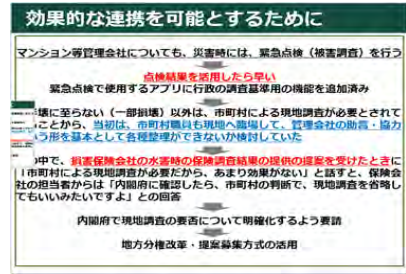 効果的な連携を可能とするために
マンション等管理会社についても、災害時には、緊急点検（被害調査）を行う
点検結果を活用したら早い
緊急点検で使用するアプリに行政の調査基準用の機能を追加済み
壊に至らない（一部損壊）以外は、市町村による現地調査が必要とされて
ことから、当初は、市町村職員も現地へ臨場して、管理会社の助言・協力
う形を基本として各種整理ができないか検討していた
中で、損害保険会社の水害時の保険調査結果の提供の提案を受けたときに
「市町村による現地調査が必要だから、あまり効果がない」と話すと、保険会
社の担当者からは「内閣府に確認したら、市町村の判断で、現地調査を省略し
てもいいみたいですよ」との回答
内閣府で現地調査の要否について明確化するよう要請
地方分権改革・提案募集方式の活用